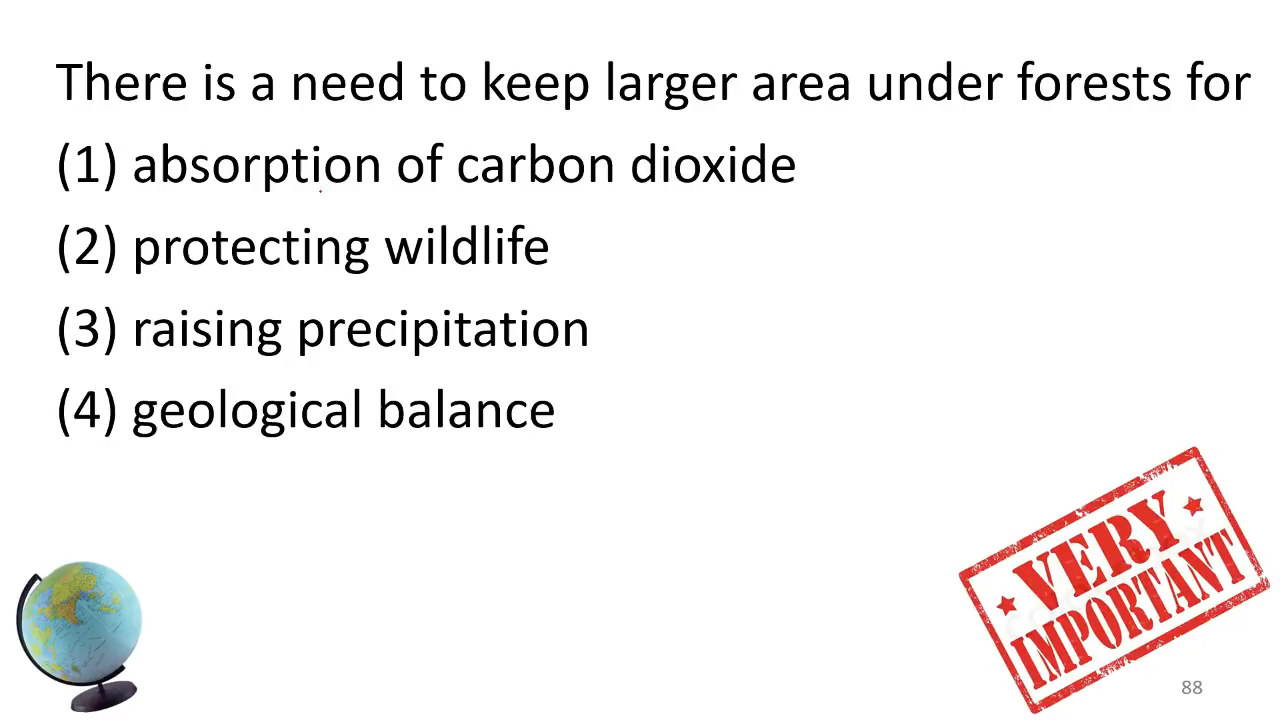 There is a need to keep larger area under forests for
(1) absorption of carbon dioxide
(2) protecting wildlife
(3) raising precipitation
(4) geological balance
VERY
IMPORTANT
88